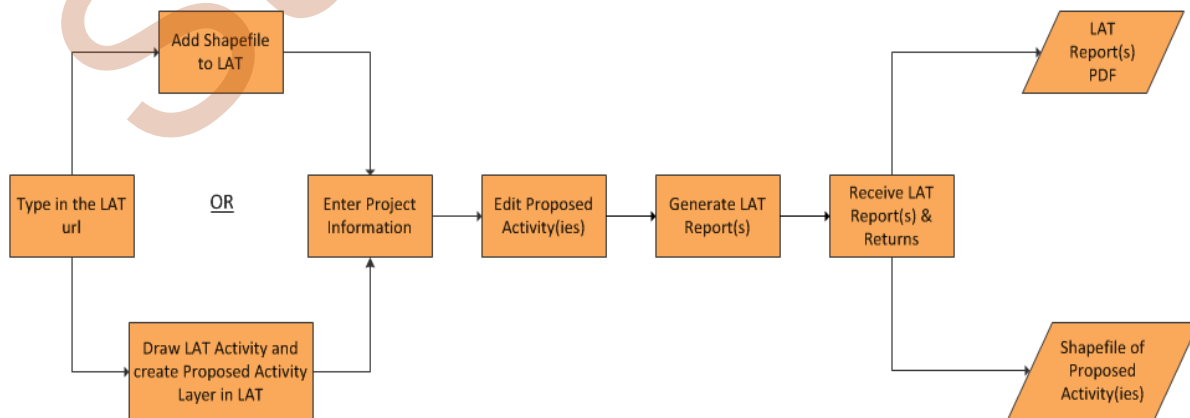 Add Shapefile
to LAT
Type in the LAT
url
OR
Draw LAT Activity and
create Proposed Activity
Layer in LAT
Enter Project
Information
Edit Proposed
Activity(ies)
Generate LAT
Report(s)
Receive LAT
Report(s) &
Returns
LAT
Report(s)
PDF
Shapefile of
Proposed
Activity(ies)